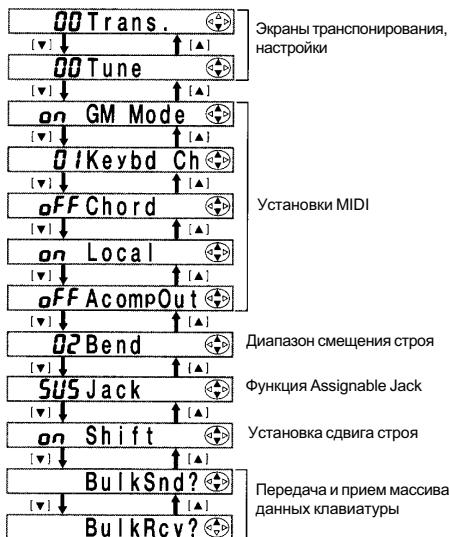 00 Trans.
Экраны транспонирования,
настройки
[▼] [▲]
00 Tune
[▼] [▲]
on GM Mode
[▼] [▲]
01 Keybd Ch
[▼] [▲]
oFF Chord
Установки MIDI
[▼] [▲]
on Local
[▼] [▲]
oFF AcompOut
[▼] [▲]
02 Bend
Диапазон смещения строя
[▼] [▲]
SUS Jack
Функция Assignable Jack
[▼] [▲]
on Shift
Установка сдвига строя
[▼] [▲]
BulkSnd?
Передача и прием массива
данных клавиатуры
[▼] [▲]
BulkRcv?